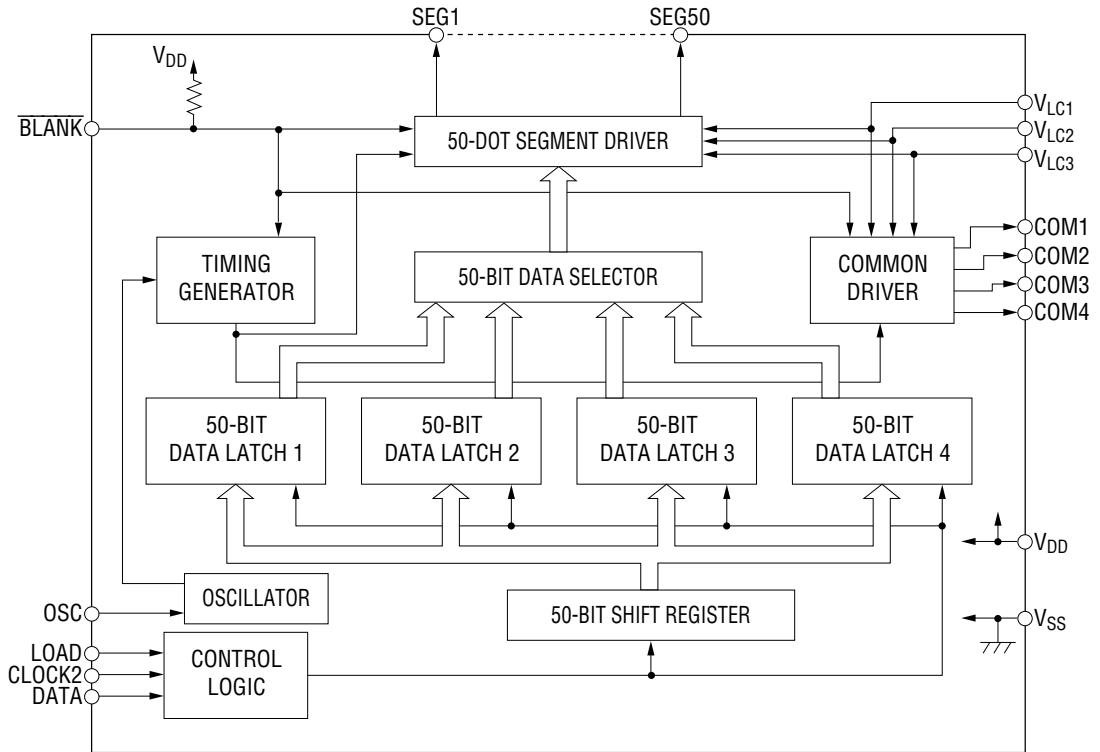 SEG1 SEG50
VDD
BLANK
VLC1
VLC2
VLC3
50-DOT SEGMENT DRIVER
TIMING
GENERATOR
50-BIT DATA SELECTOR
COMMON
DRIVER
COM1
COM2
COM3
COM4
50-BIT
DATA LATCH 1
50-BIT
DATA LATCH 2
50-BIT
DATA LATCH 3
50-BIT
DATA LATCH 4
VDD
OSCILLATOR
OSC
50-BIT SHIFT REGISTER
VSS
LOAD
CLOCK2
DATA
CONTROL
LOGIC